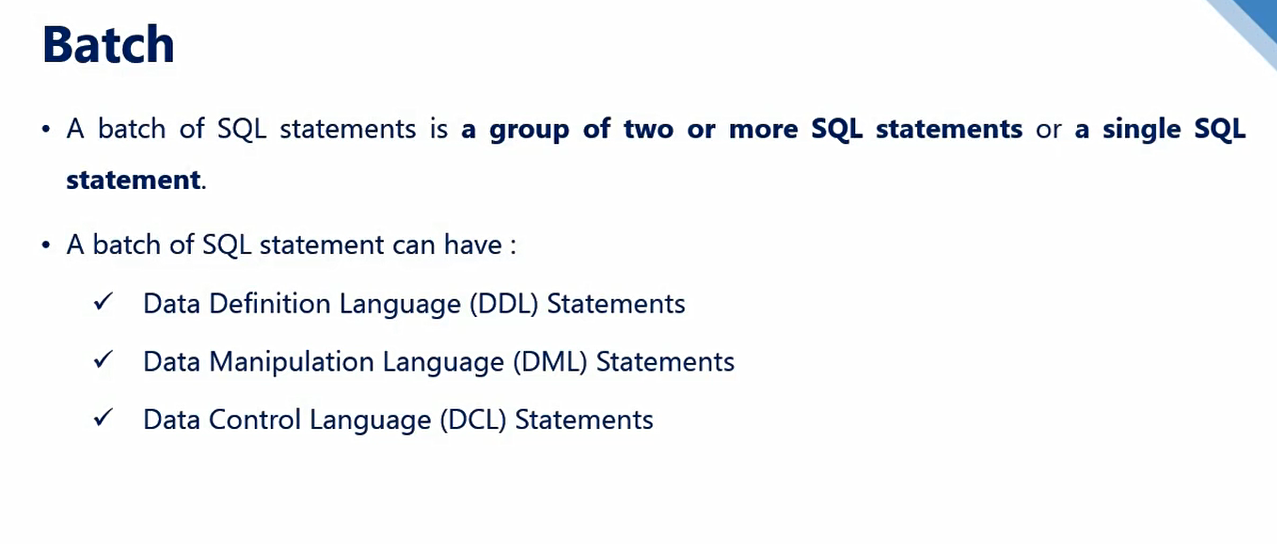 Batch
• A batch of SQL statements is a group of two or more SQL statements or a single SQL
statement.
• A batch of SQL statement can have :
✓ Data Definition Language (DDL) Statements
✓ Data Manipulation Language (DML) Statements
✓ Data Control Language (DCL) Statements